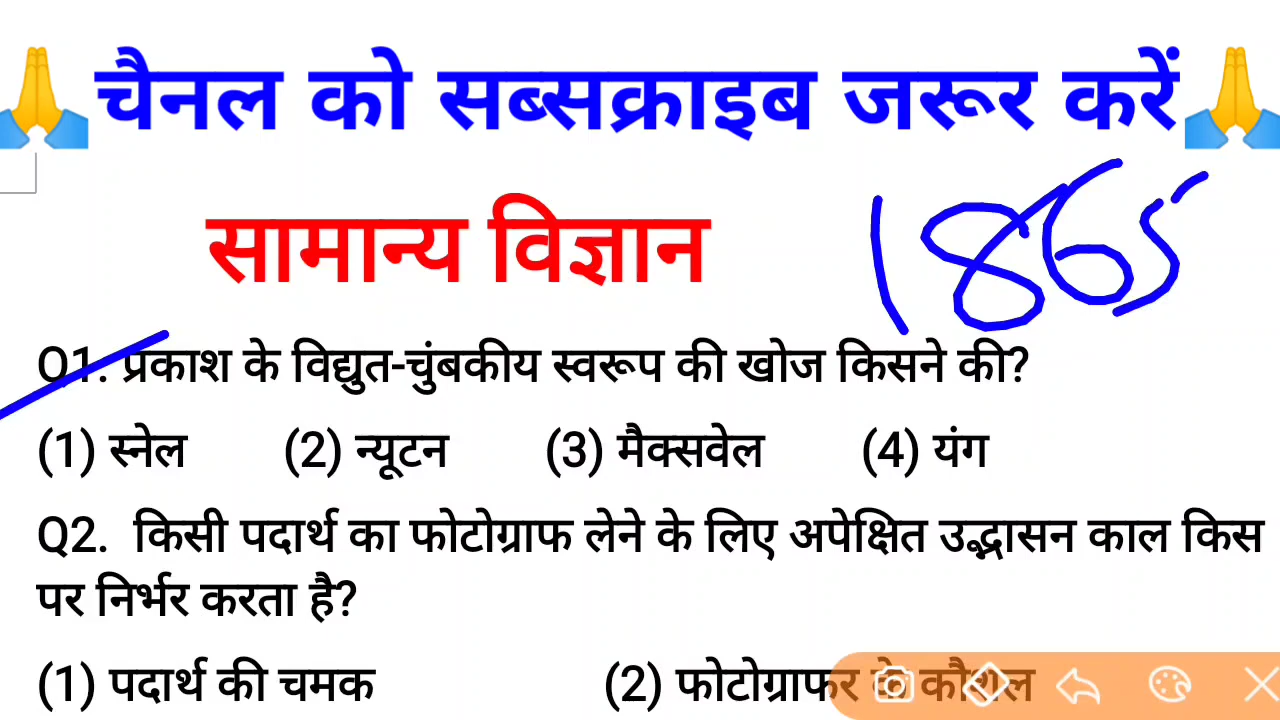 🙏चैनल को सब्सक्राइब जरूर करें🙏
सामान्य विज्ञान 1865
Q1. प्रकाश के विद्युत-चुंबकीय स्वरूप की खोज किसने की?
(1) स्नेल (2) न्यूटन (3) मैक्सवेल (4) यंग
Q2. किसी पदार्थ का फोटोग्राफ लेने के लिए अपेक्षित उद्भासन काल किस
पर निर्भर करता है?
(1) पदार्थ की चमक (2) फोटोग्राफर के कौशल